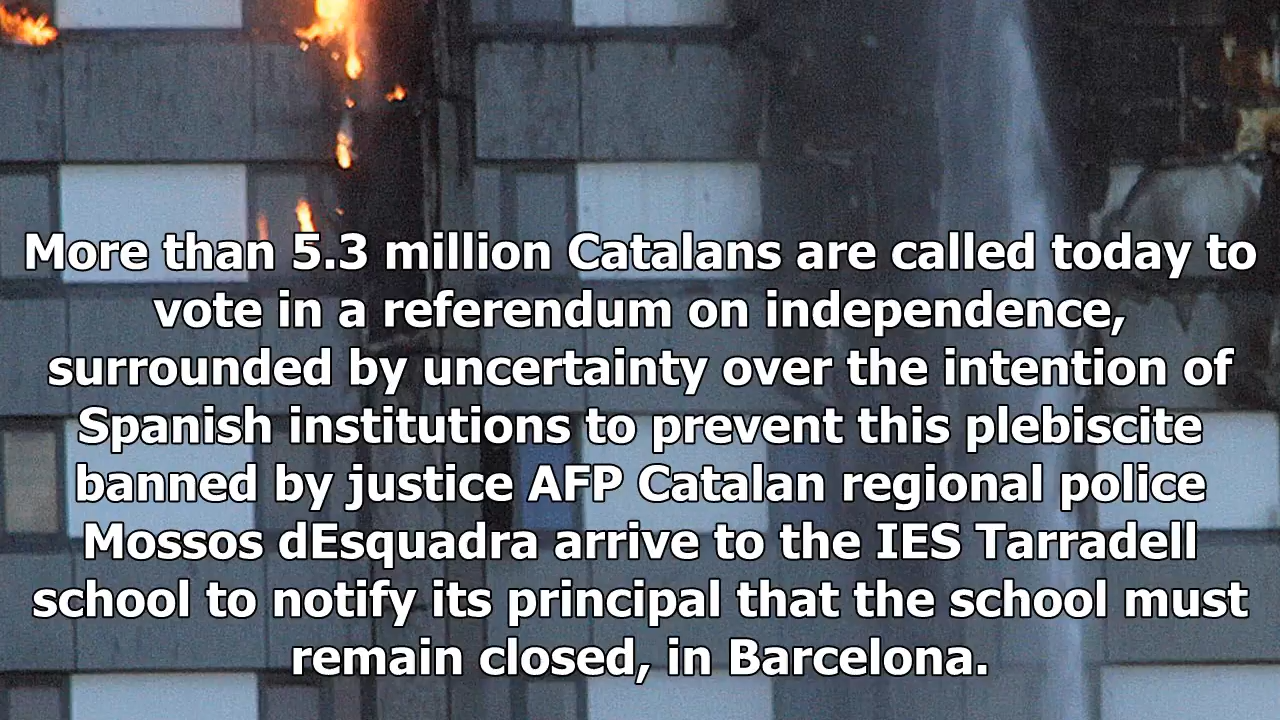 More than 5.3 million Catalans are called today to
vote in a referendum on independence,
surrounded by uncertainty over the intention of
Spanish institutions to prevent this plebiscite
banned by justice AFP Catalan regional police
Mossos dEsquadra arrive to the IES Tarradell
school to notify its principal that the school must
remain closed, in Barcelona.